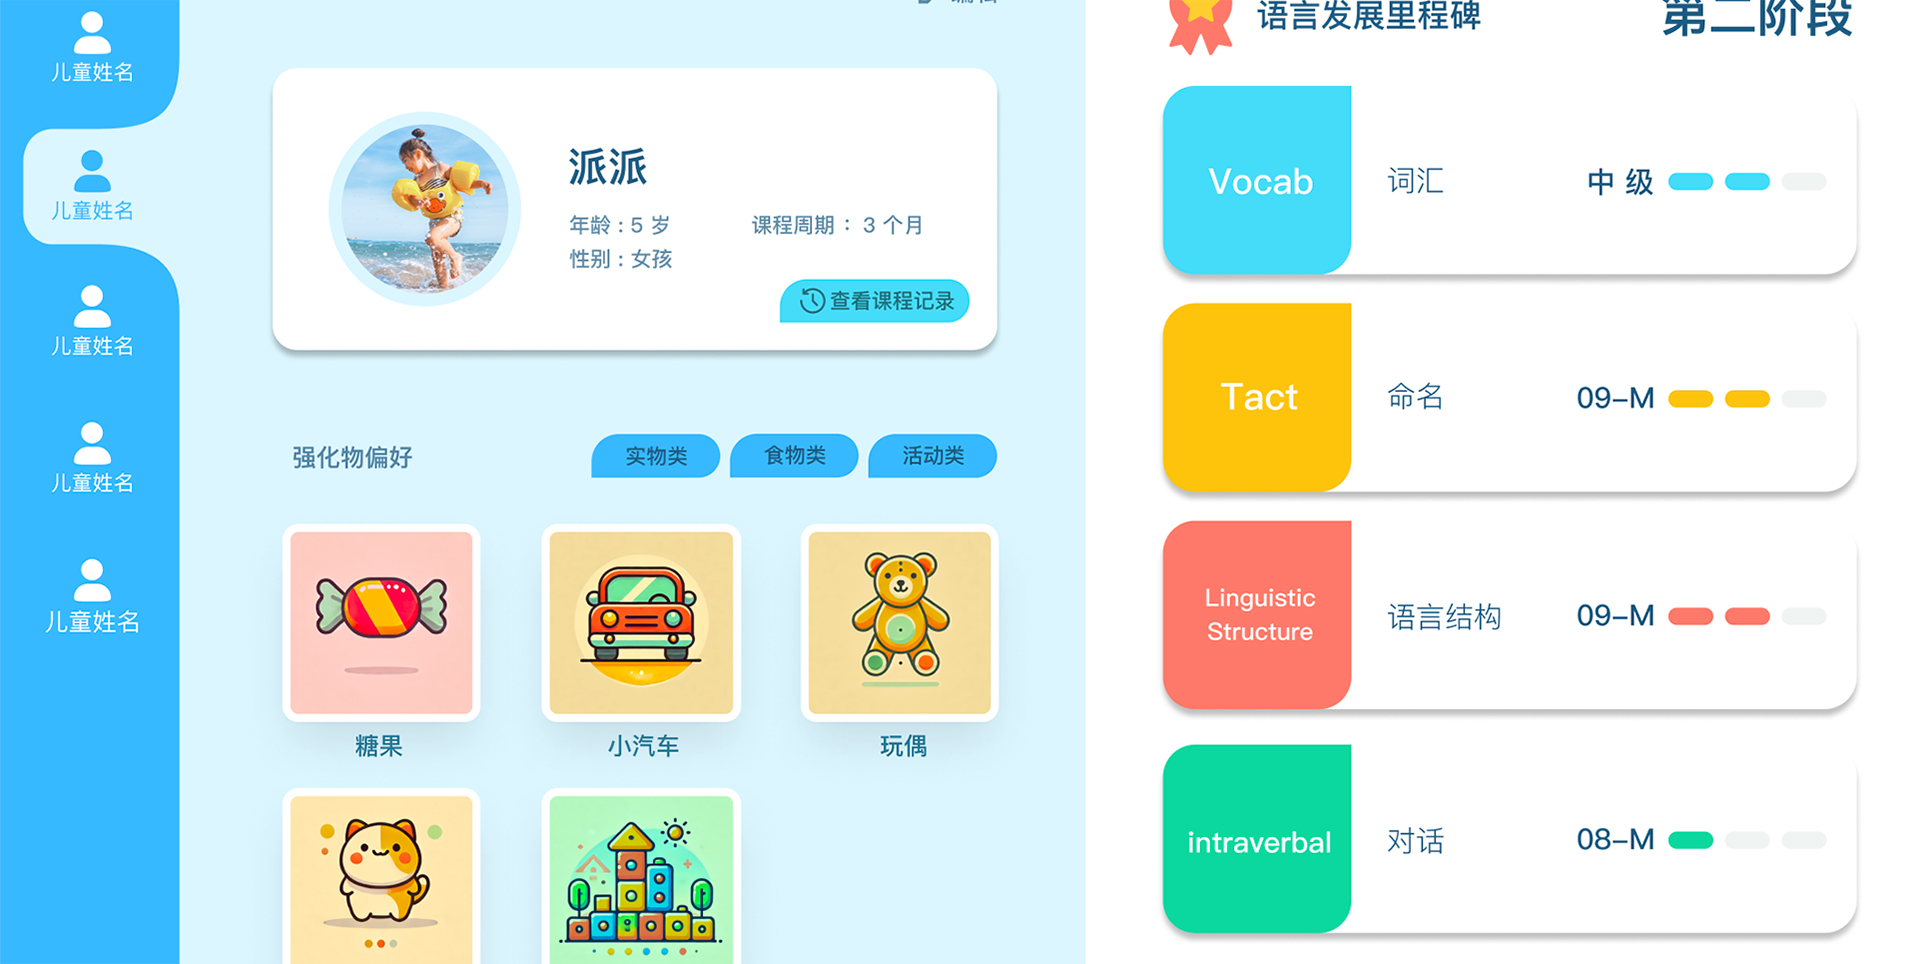 儿童姓名
儿童姓名
儿童姓名
儿童姓名
儿童姓名
派派
年龄 : 5 岁
课程周期 : 3 个月
性别 : 女孩
查看课程记录
强化物偏好
实物类
食物类
活动类
糖果
小汽车
玩偶
语言发展里程碑
第二阶段
Vocab
词汇
中 级
Tact
命名
09-M
Linguistic
Structure
语言结构
09-M
intraverbal
对话
08-M